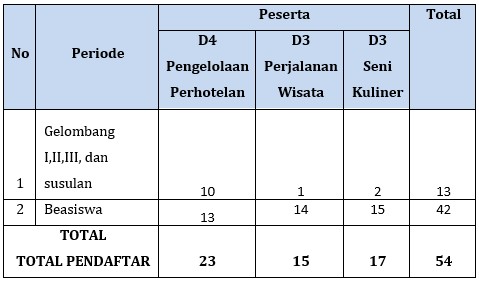 No Periode Peserta Total
D4 Pengelolaan Perhotelan D3 Perjalanan Wisata D3 Seni Kuliner
1 Gelombang I,II,III, dan susulan 10 1 2 13
2 Beasiswa 13 14 15 42
TOTAL
TOTAL PENDAFTAR 23 15 17 54